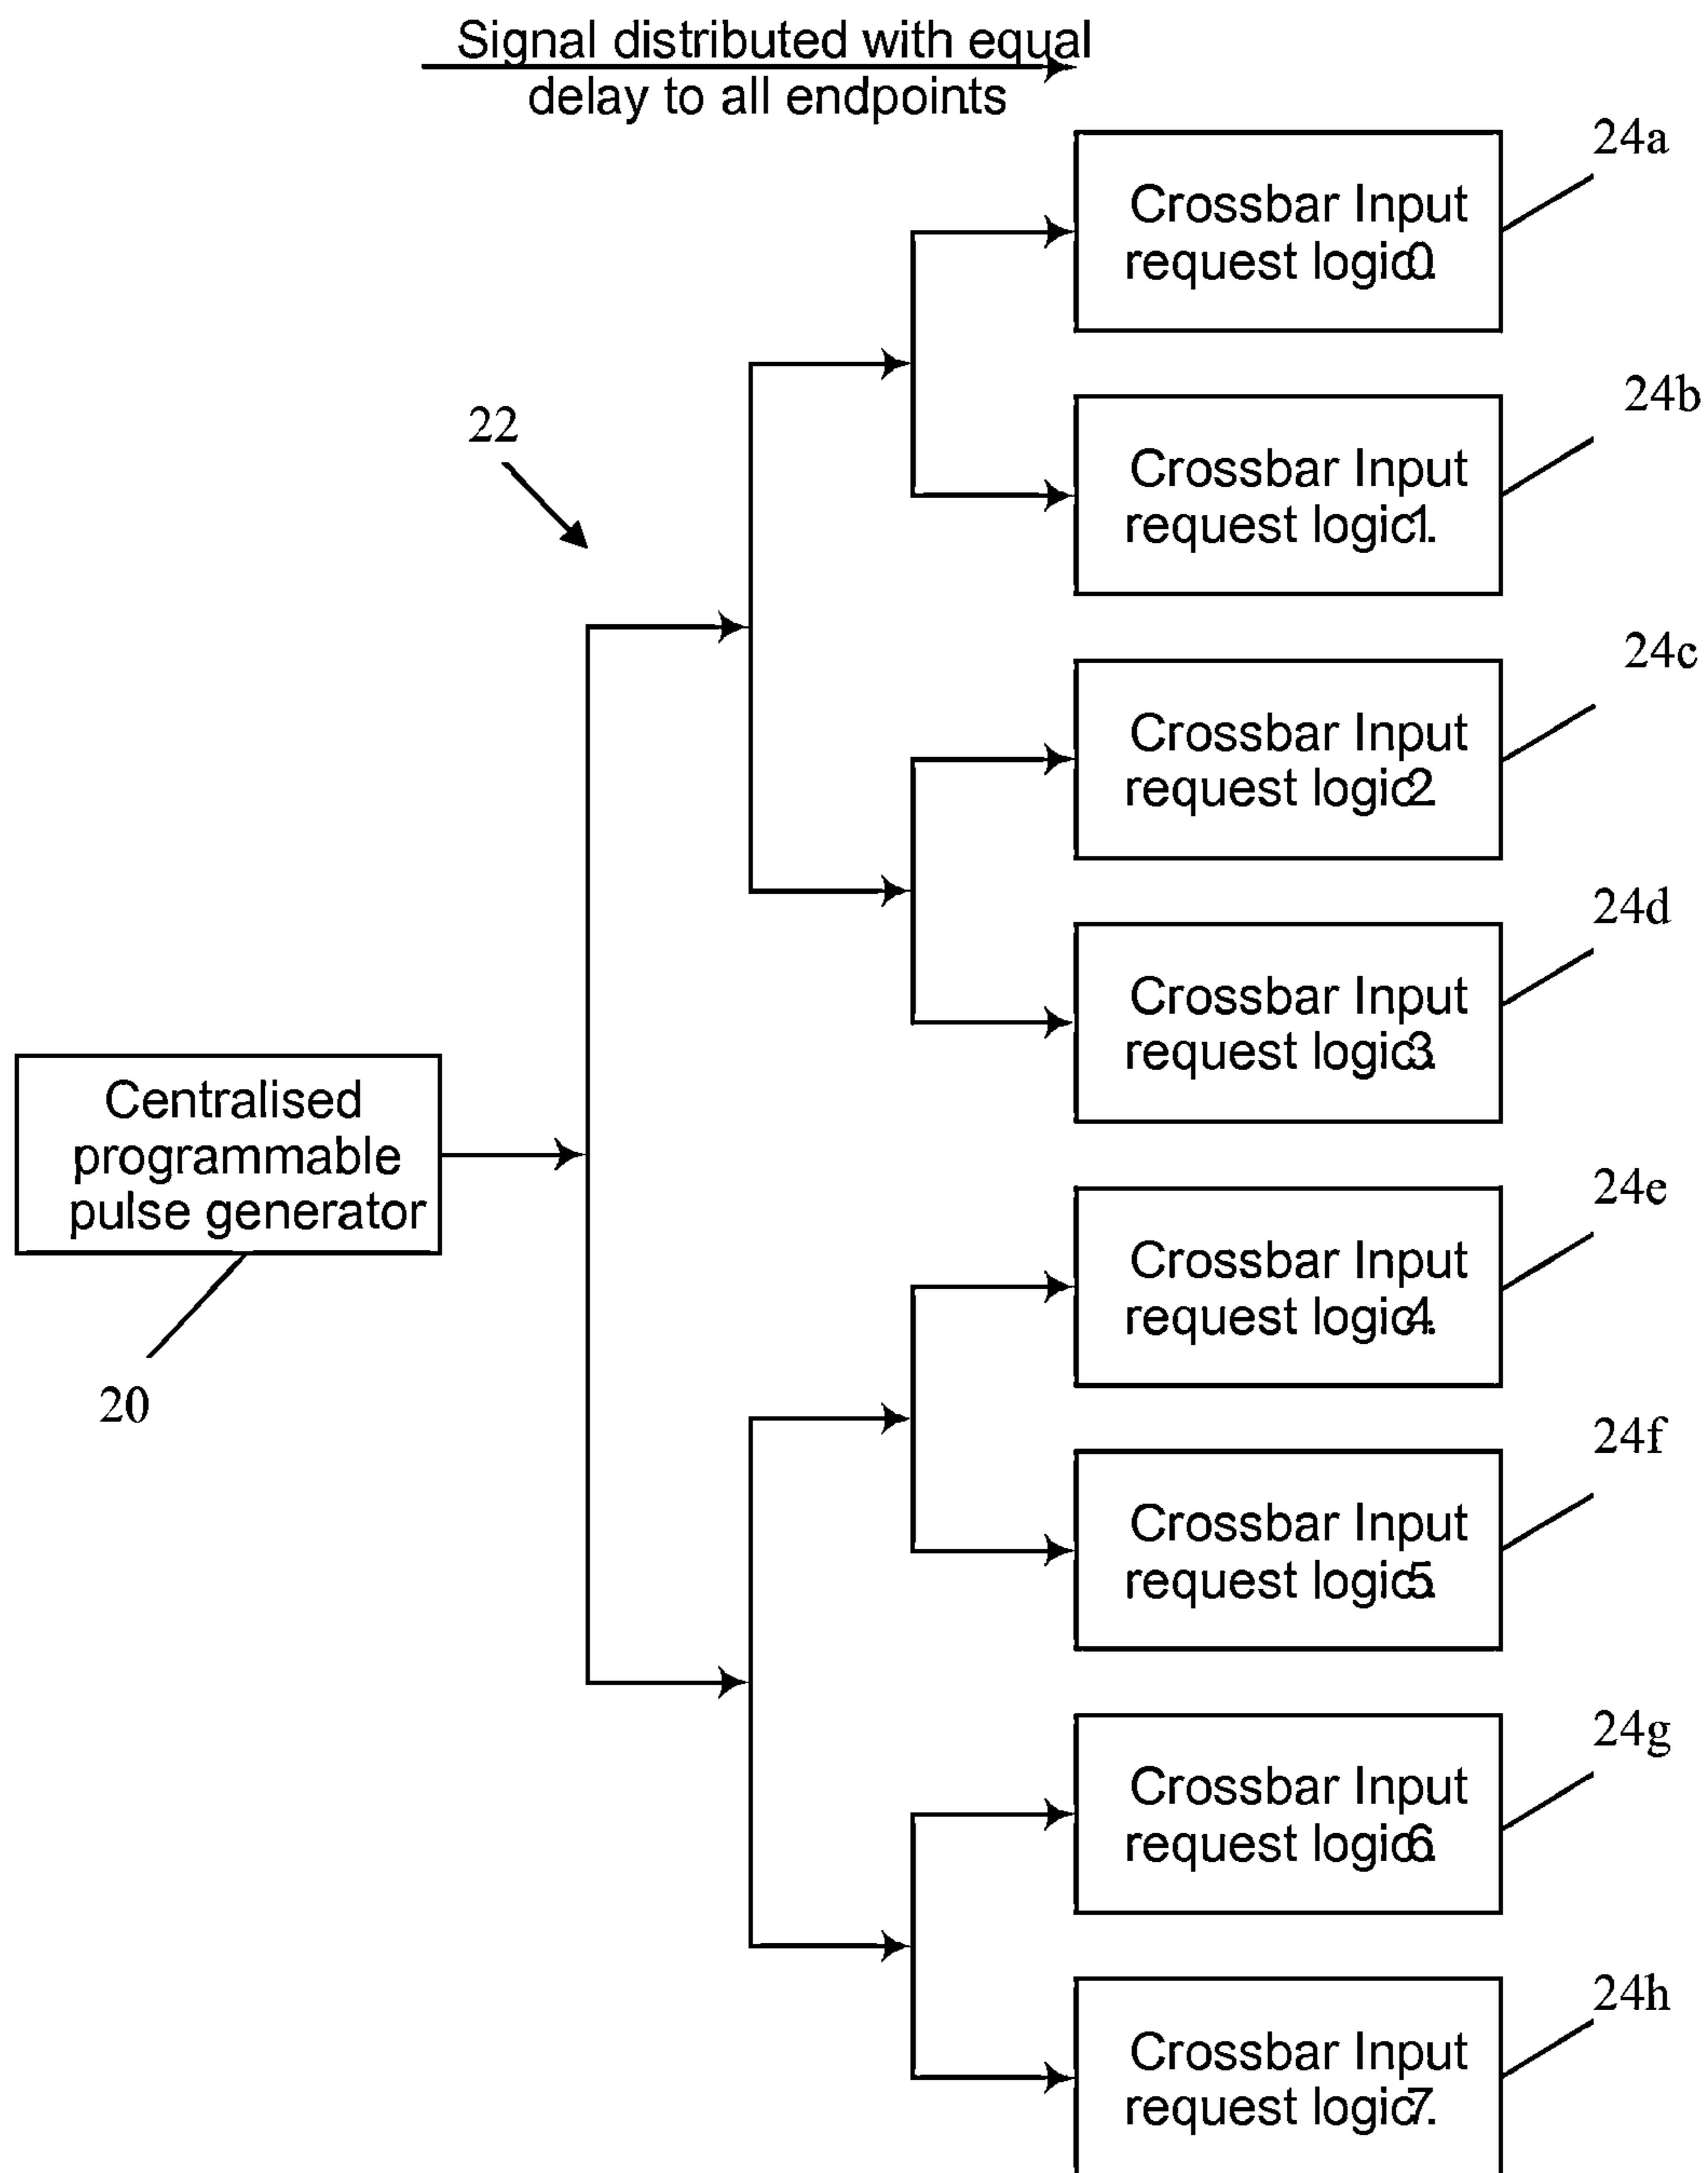 Signal distributed with equal
delay to all endpoints
24a
Crossbar Input
request logic0.
24b
Crossbar Input
request logic1.
22
24c
Crossbar Input
request logic2.
24d
Crossbar Input
request logic3.
Centralised
programmable
pulse generator
20
24e
Crossbar Input
request logic4.
24f
Crossbar Input
request logic5.
24g
Crossbar Input
request logic6.
24h
Crossbar Input
request logic7.